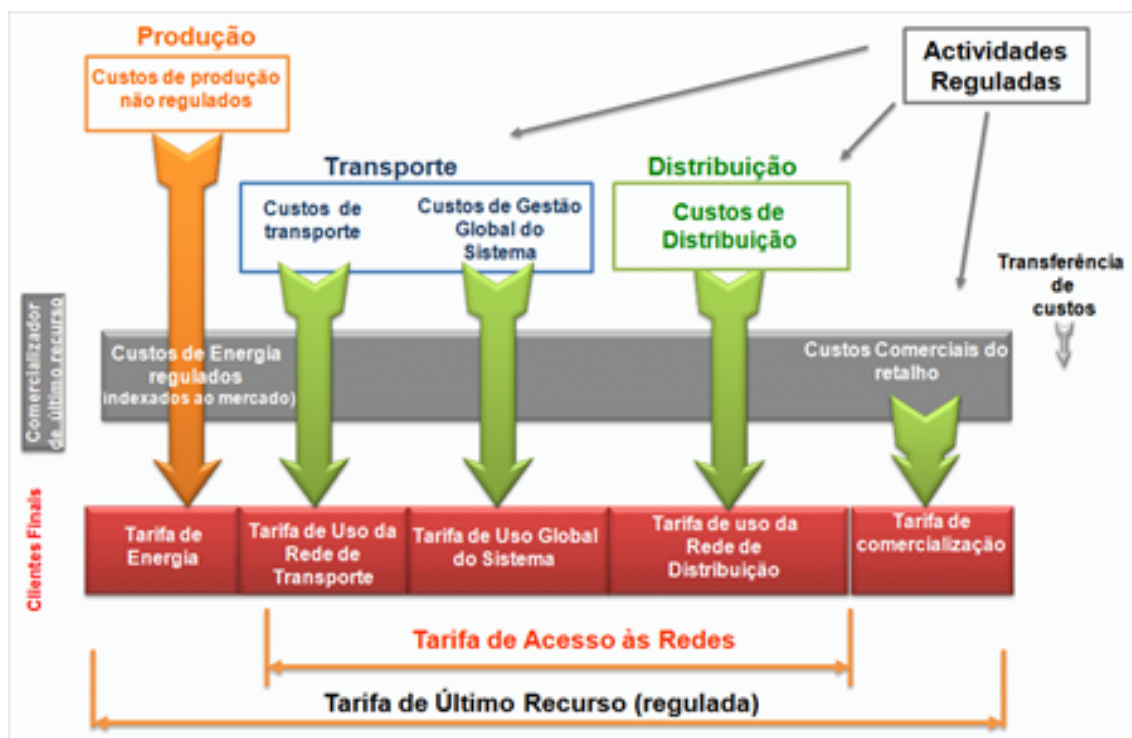 Produção
Custos de produção
não regulados
Actividades
Reguladas
Transporte
Custos de
transporte
Custos de Gestão
Global do
Sistema
Distribuição
Custos de
Distribuição
Transferência
de
custos
Comercializador
de último recurso
Custos de Energia
regulados
indexados ao mercado)
Custos Comerciais do
retalho
Clientes Finais
Tarifa de
Energia
Tarifa de Uso da
Rede de
Transporte
Tarifa de Uso Global
do Sistema
Tarifa de uso da
Rede de
Distribuição
Tarifa de
comercialização
Tarifa de Acesso às Redes
Tarifa de Último Recurso (regulada)